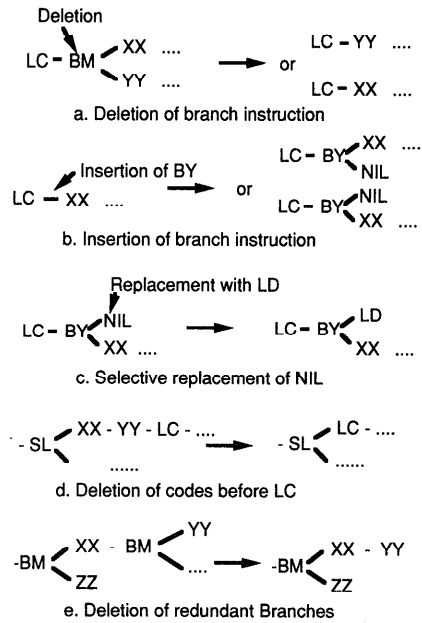 Deletion
XX ....
LC - BM
YY ....
LC - YY ....
or
LC - XX ....
a. Deletion of branch instruction
Insertion of BY
LC - XX ....
or
XX ....
LC - BY
NIL
NIL
LC - BY
XX ....
b. Insertion of branch instruction
Replacement with LD
NIL
LC - BY
XX ....
LD
LC - BY
XX ....
c. Selective replacement of NIL
XX - YY - LC - ....
- SL
......
LC - ....
- SL
......
d. Deletion of codes before LC
YY
XX - BM
-BM
....
ZZ
XX - YY
-BM
ZZ
e. Deletion of redundant Branches